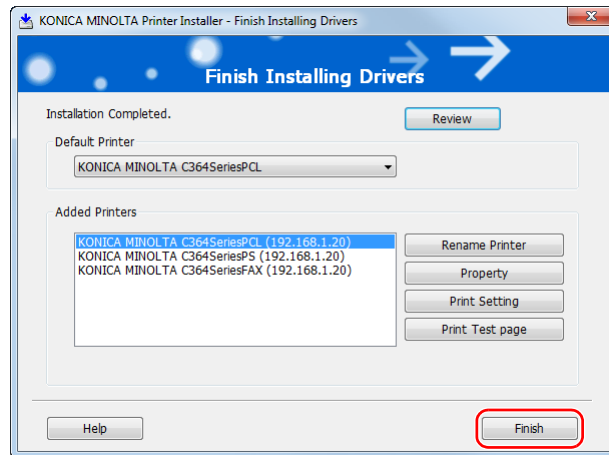 KONICA MINOLTA Printer Installer - Finish Installing Drivers
Finish Installing Drivers
Installation Completed.
Review
Default Printer
KONICA MINOLTA C364SeriesPCL
Added Printers
KONICA MINOLTA C364SeriesPCL (192.168.1.20)
KONICA MINOLTA C364SeriesPS (192.168.1.20)
KONICA MINOLTA C364SeriesFAX (192.168.1.20)
Rename Printer
Property
Print Setting
Print Test page
Help
Finish